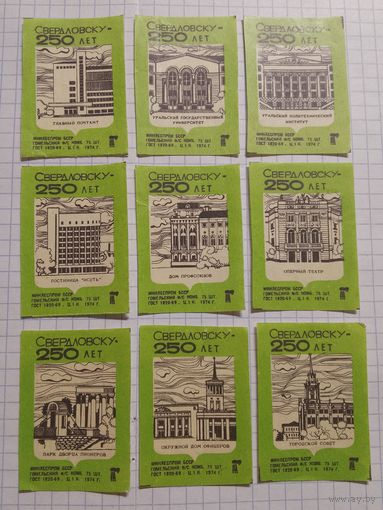 СВЕРДЛОВСКУ-
250 ЛЕТ
ГЛАВНЫЙ ПОЧТАМТ
МИНЛЕСПРОМ БССР
ГОМЕЛЬСКИЙ Ф/С КОМБ. 75 ШТ.
ГОСТ 1820-69. Ц. 1 К. 1974 Г.
СВЕРДЛОВСКУ-
250 ЛЕТ
УРАЛЬСКИЙ ГОСУДАРСТВЕННЫЙ
УНИВЕРСИТЕТ
МИНЛЕСПРОМ БССР
ГОМЕЛЬСКИЙ Ф/С КОМБ. 75 ШТ.
ГОСТ 1820-69. Ц. 1 К. 1974 Г.
СВЕРДЛОВСКУ-
250 ЛЕТ
УРАЛЬСКИЙ ПОЛИТЕХНИЧЕСКИЙ
ИНСТИТУТ
МИНЛЕСПРОМ БССР
ГОМЕЛЬСКИЙ Ф/С КОМБ. 75 ШТ.
ГОСТ 1820-69. Ц. 1 К. 1974 Г.
СВЕРДЛОВСКУ-
250 ЛЕТ
ГОСТИНИЦА "ИСЕТЬ"
МИНЛЕСПРОМ БССР
ГОМЕЛЬСКИЙ Ф/С КОМБ. 75 ШТ.
ГОСТ 1820-69. Ц. 1 К. 1974 Г.
СВЕРДЛОВСКУ-
250 ЛЕТ
ДОМ ПРОФСОЮЗОВ
МИНЛЕСПРОМ БССР
ГОМЕЛЬСКИЙ Ф/С КОМБ. 75 ШТ.
ГОСТ 1820-69. Ц. 1 К. 1974 Г.
СВЕРДЛОВСКУ-
250 ЛЕТ
ОПЕРНЫЙ ТЕАТР
МИНЛЕСПРОМ БССР
ГОМЕЛЬСКИЙ Ф/С КОМБ. 75 ШТ.
ГОСТ 1820-69. Ц. 1 К. 1974 Г.
СВЕРДЛОВСКУ-
250 ЛЕТ
ПАРК ДВОРЦА ПИОНЕРОВ
МИНЛЕСПРОМ БССР
ГОМЕЛЬСКИЙ Ф/С КОМБ. 75 ШТ.
ГОСТ 1820-69. Ц. 1 К. 1974 Г.
СВЕРДЛОВСКУ-
250 ЛЕТ
ОКРУЖНОЙ ДОМ ОФИЦЕРОВ
МИНЛЕСПРОМ БССР
ГОМЕЛЬСКИЙ Ф/С КОМБ. 75 ШТ.
ГОСТ 1820-69. Ц. 1 К. 1974 Г.
СВЕРДЛОВСКУ-
250 ЛЕТ
ГОРОДСКОЙ СОВЕТ
МИНЛЕСПРОМ БССР
ГОМЕЛЬСКИЙ Ф/С КОМБ. 75 ШТ.
ГОСТ 1820-69. Ц. 1 К. 1974 Г.
www.ay.by